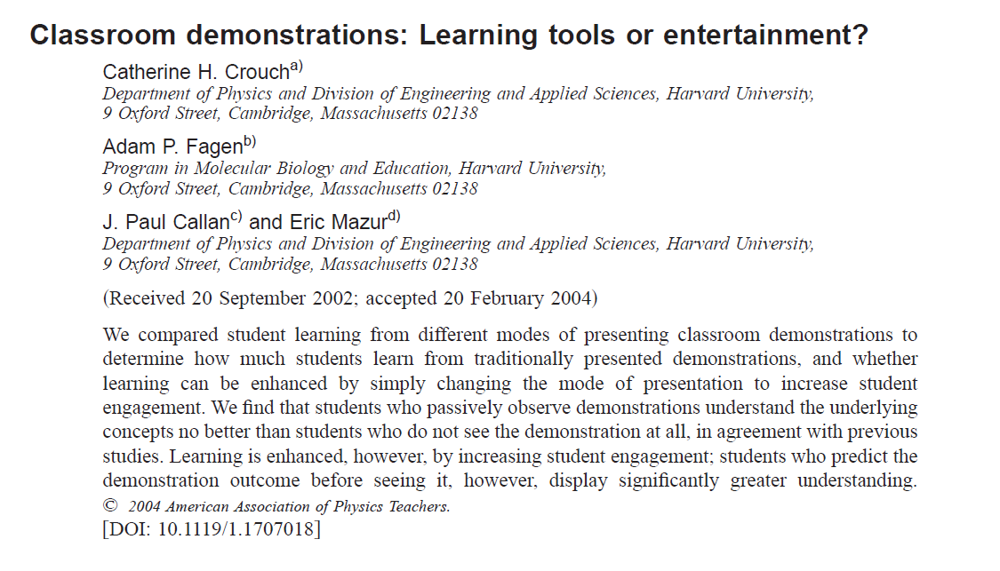 Classroom demonstrations: Learning tools or entertainment?
Catherine H. Crouch a)
Department of Physics and Division of Engineering and Applied Sciences, Harvard University,
9 Oxford Street, Cambridge, Massachusetts 02138
Adam P. Fagen b)
Program in Molecular Biology and Education, Harvard University,
9 Oxford Street, Cambridge, Massachusetts 02138
J. Paul Callan c) and Eric Mazur d)
Department of Physics and Division of Engineering and Applied Sciences, Harvard University,
9 Oxford Street, Cambridge, Massachusetts 02138
(Received 20 September 2002; accepted 20 February 2004)
We compared student learning from different modes of presenting classroom demonstrations to
determine how much students learn from traditionally presented demonstrations, and whether
learning can be enhanced by simply changing the mode of presentation to increase student
engagement. We find that students who passively observe demonstrations understand the underlying
concepts no better than students who do not see the demonstration at all, in agreement with previous
studies. Learning is enhanced, however, by increasing student engagement; students who predict the
demonstration outcome before seeing it, however, display significantly greater understanding.
© 2004 American Association of Physics Teachers.
[DOI: 10.1119/1.1707018]